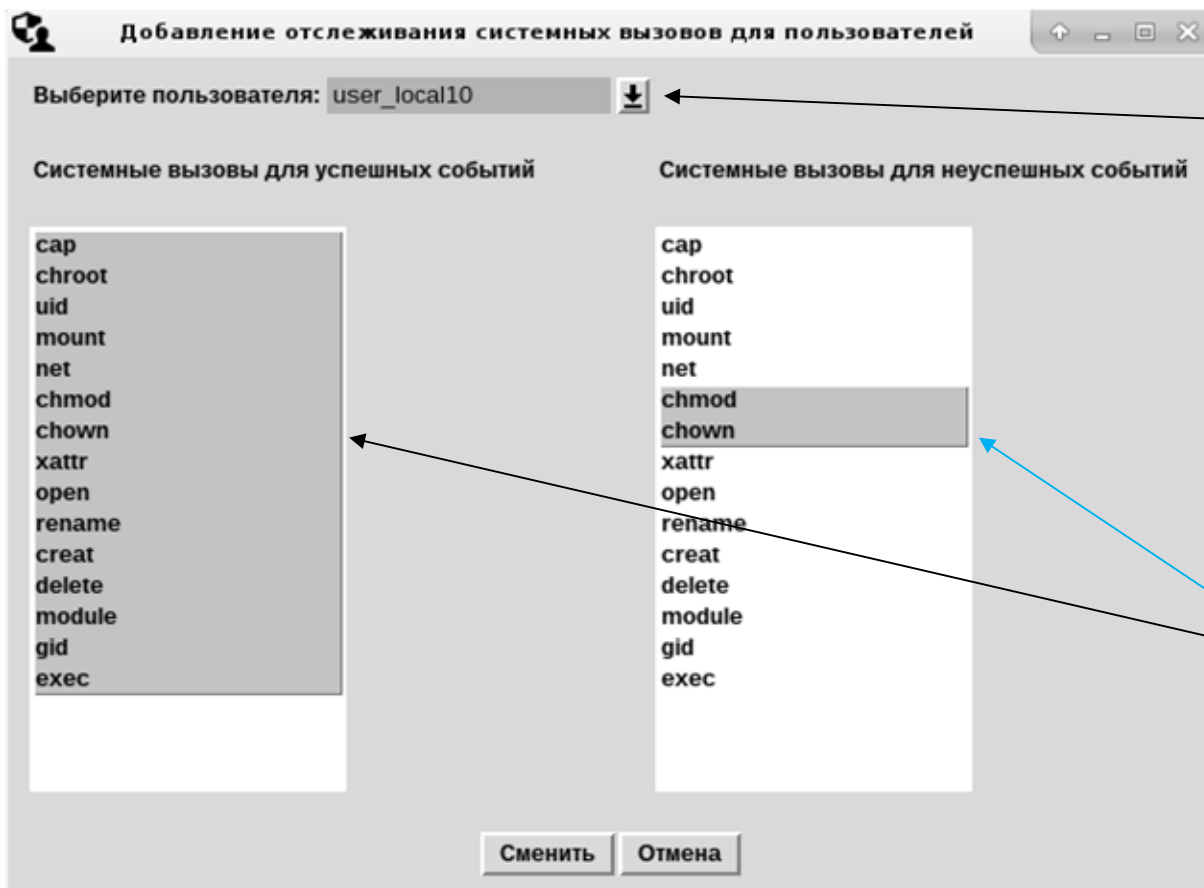 Добавление отслеживания системных вызовов для пользователей
Выберите пользователя: user_local10
Системные вызовы для успешных событий
cap
chroot
uid
mount
net
chmod
chown
xattr
open
rename
creat
delete
module
gid
exec
Системные вызовы для неуспешных событий
cap
chroot
uid
mount
net
chmod
chown
xattr
open
rename
creat
delete
module
gid
exec
Сменить Отмена